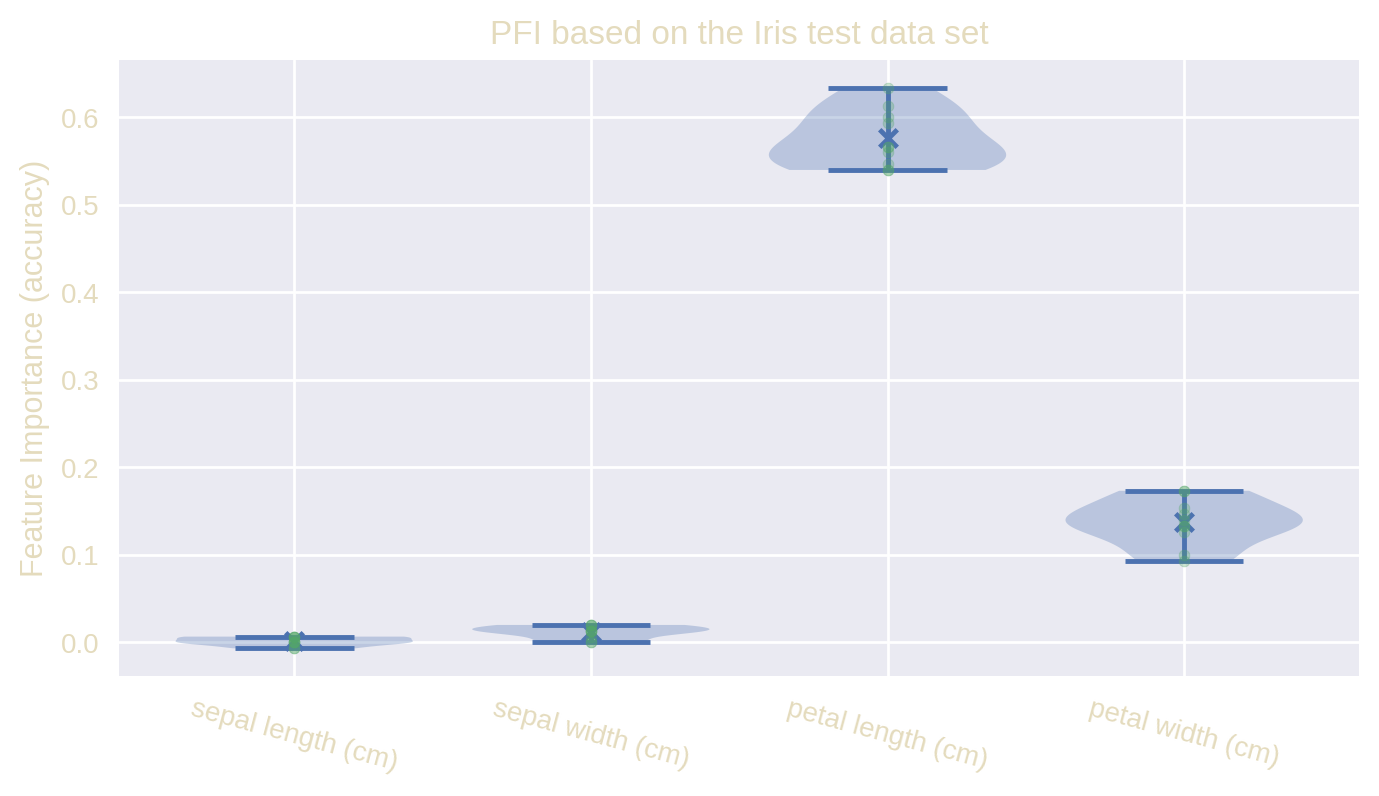 PFI based on the Iris test data set
Feature Importance (accuracy)
0.6
0.5
0.4
0.3
0.2
0.1
0.0
sepal length (cm)
sepal width (cm)
petal length (cm)
petal width (cm)